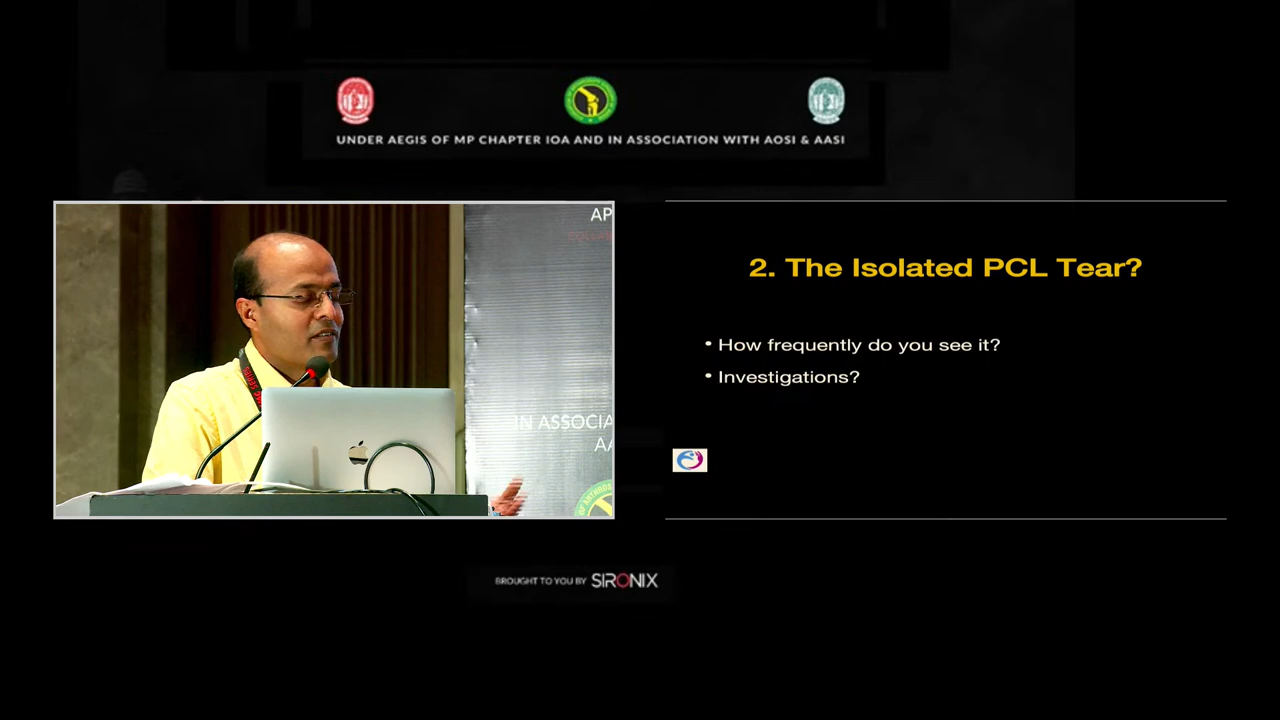 UNDER AEGIS OF MP CHAPTER IOA AND IN ASSOCIATION WITH AOSI & AASI
AP
IN ASSOCIA
AA
2. The Isolated PCL Tear?
• How frequently do you see it?
• Investigations?
BROUGHT TO YOU BY SIRONIX